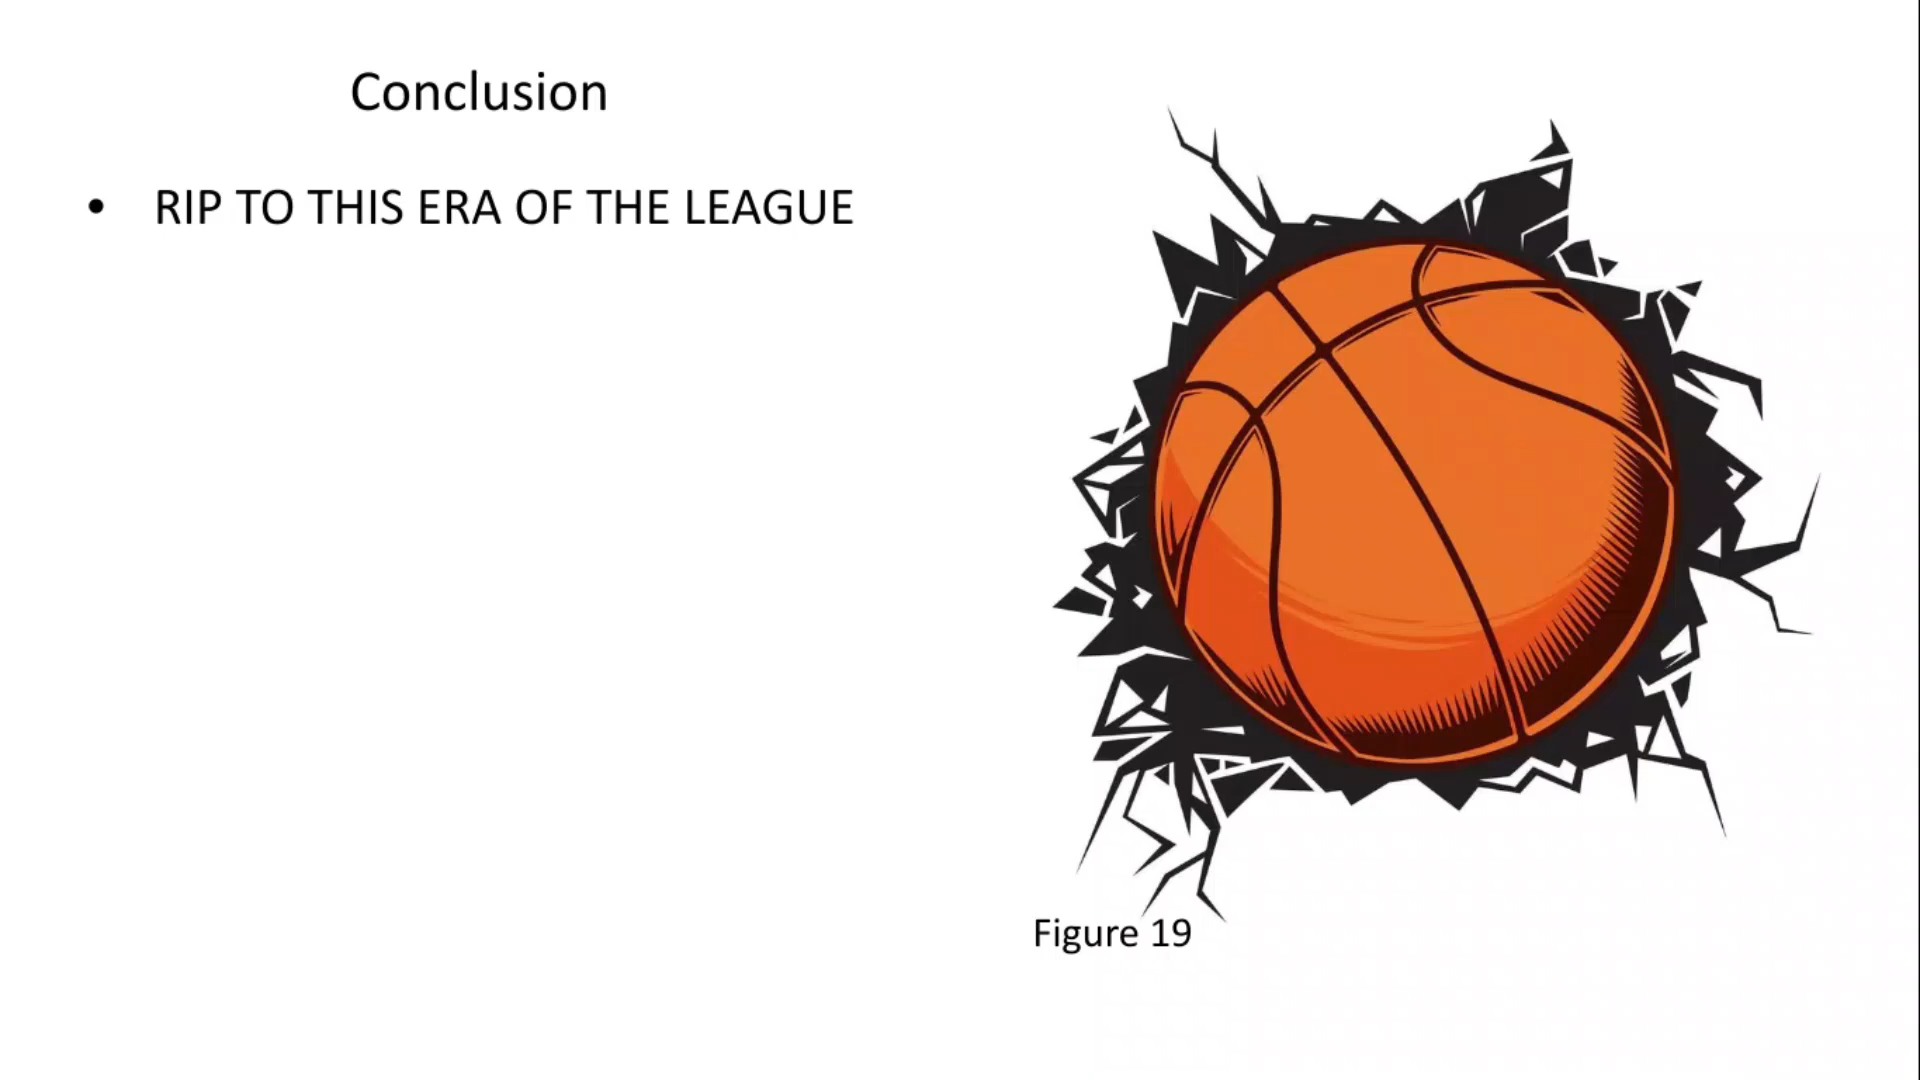 Conclusion
• RIP TO THIS ERA OF THE LEAGUE
Figure 19